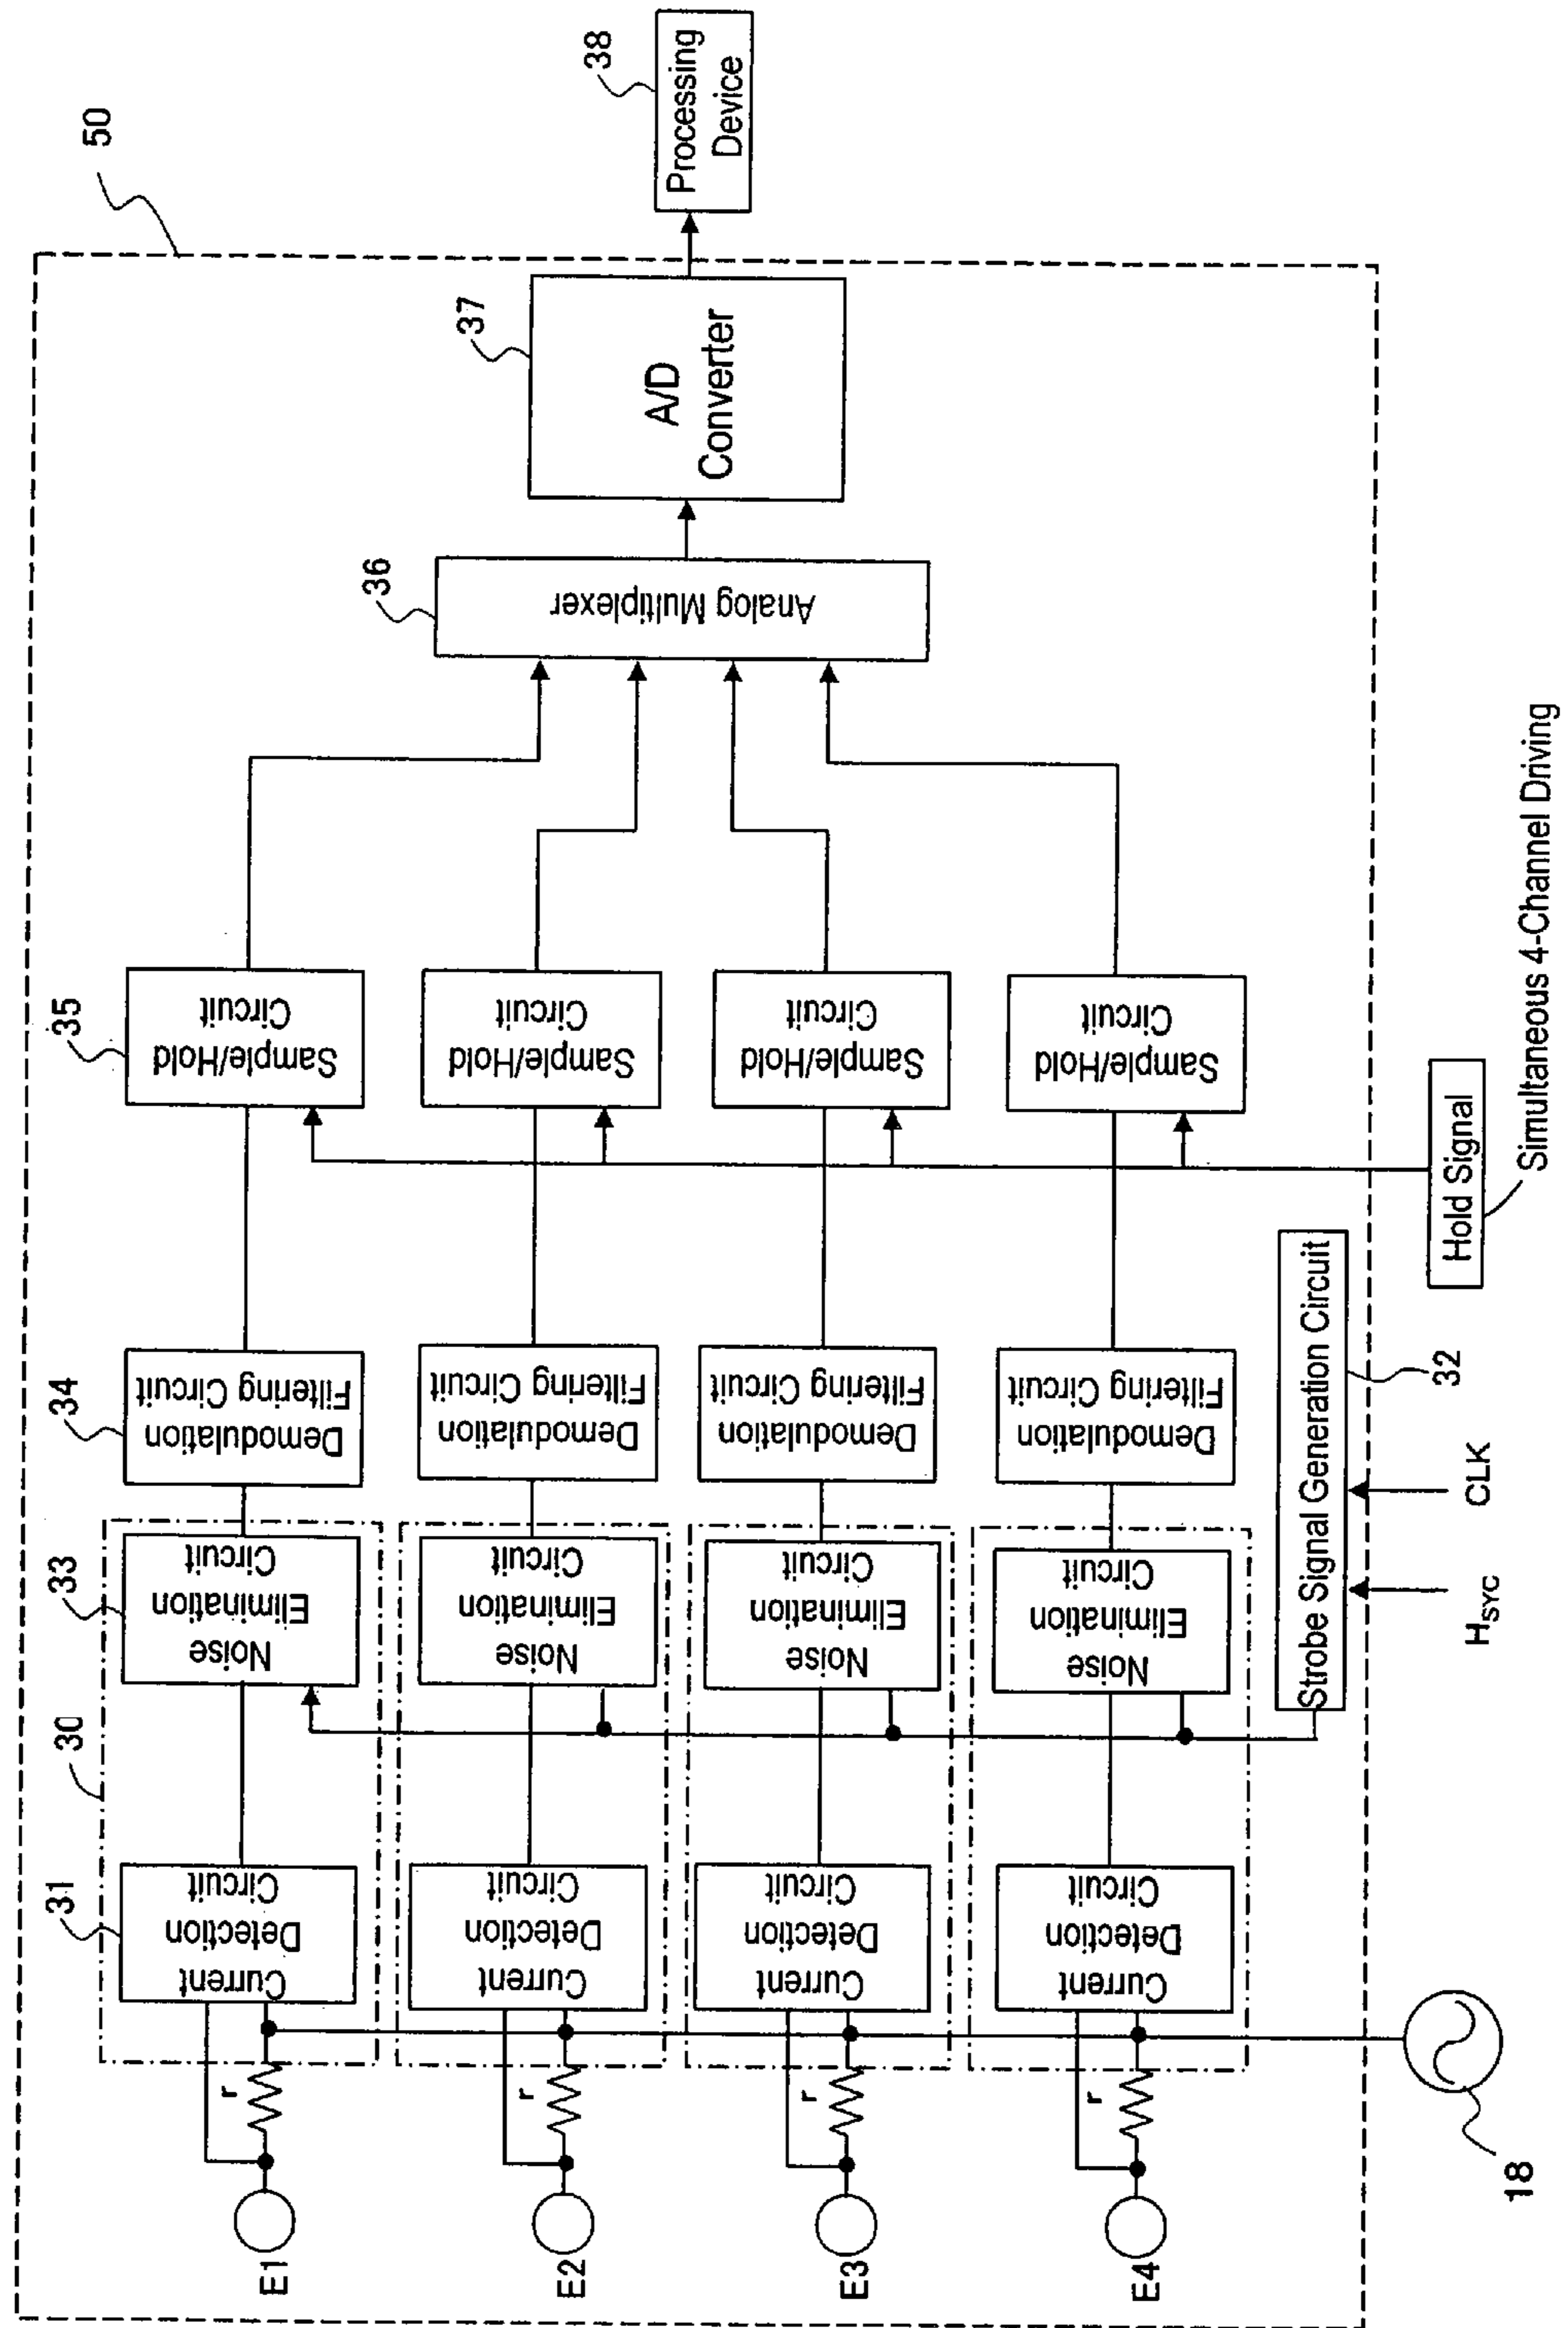 50
30
31
33
34
35
36
37
38
E1
r
Current
Detection
Circuit
Noise
Elimination
Circuit
Demodulation
Filtering Circuit
Sample/Hold
Circuit
E2
r
Current
Detection
Circuit
Noise
Elimination
Circuit
Demodulation
Filtering Circuit
Sample/Hold
Circuit
E3
r
Current
Detection
Circuit
Noise
Elimination
Circuit
Demodulation
Filtering Circuit
Sample/Hold
Circuit
E4
r
Current
Detection
Circuit
Noise
Elimination
Circuit
Demodulation
Filtering Circuit
Sample/Hold
Circuit
Analog Multiplexer
A/D
Converter
Processing
Device
Strobe Signal Generation Circuit
32
HSYC
CLK
Hold Signal
Simultaneous 4-Channel Driving
18